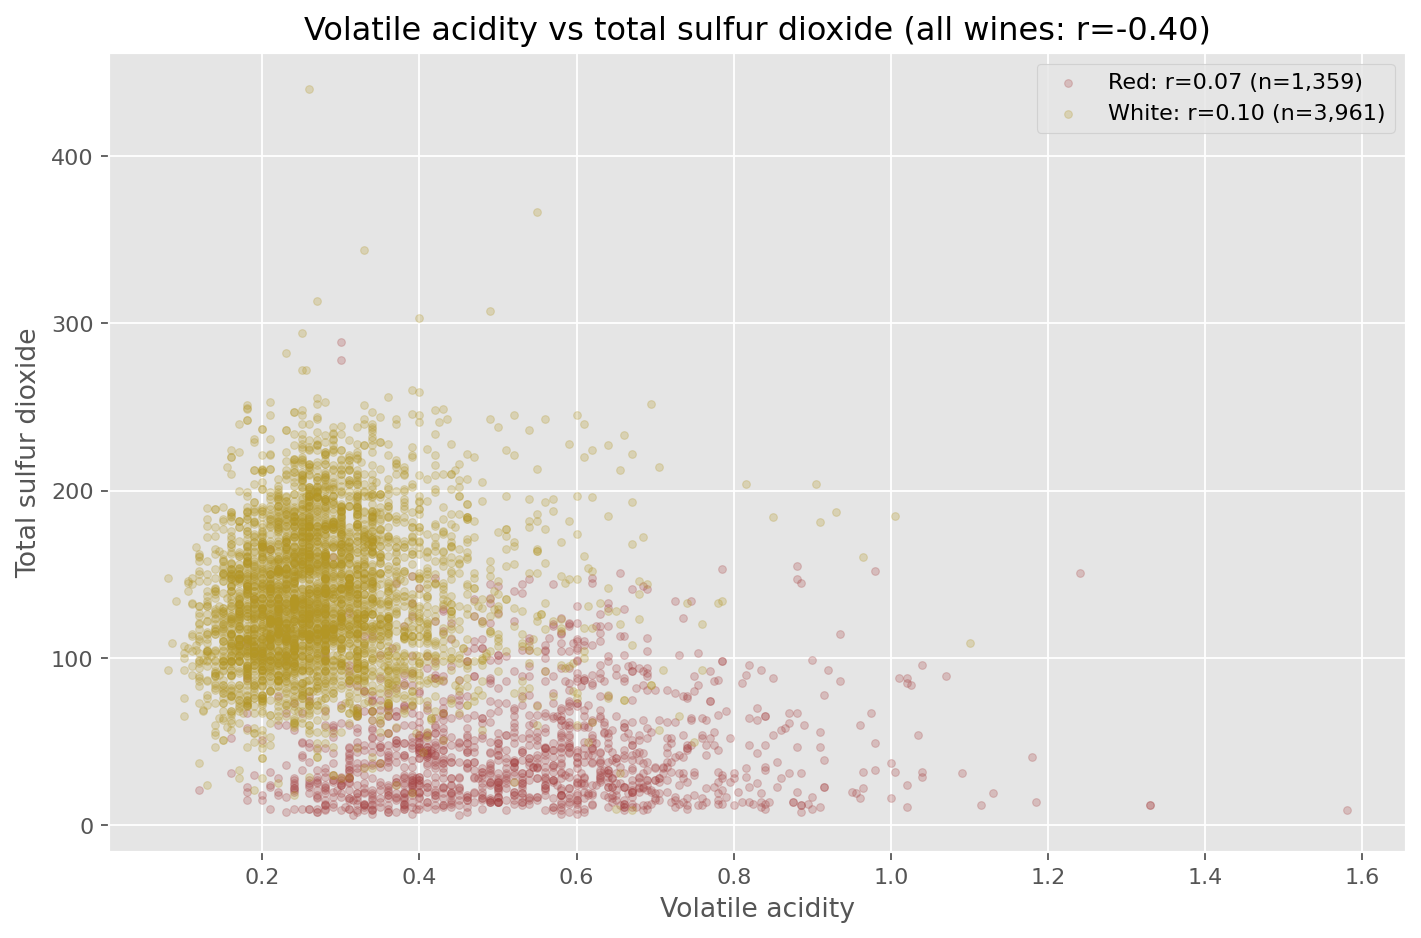 Volatile acidity vs total sulfur dioxide (all wines: r=-0.40)
Red: r=0.07 (n=1,359)
White: r=0.10 (n=3,961)
Total sulfur dioxide
400
300
200
100
0
0.2 0.4 0.6 0.8 1.0 1.2 1.4 1.6
Volatile acidity